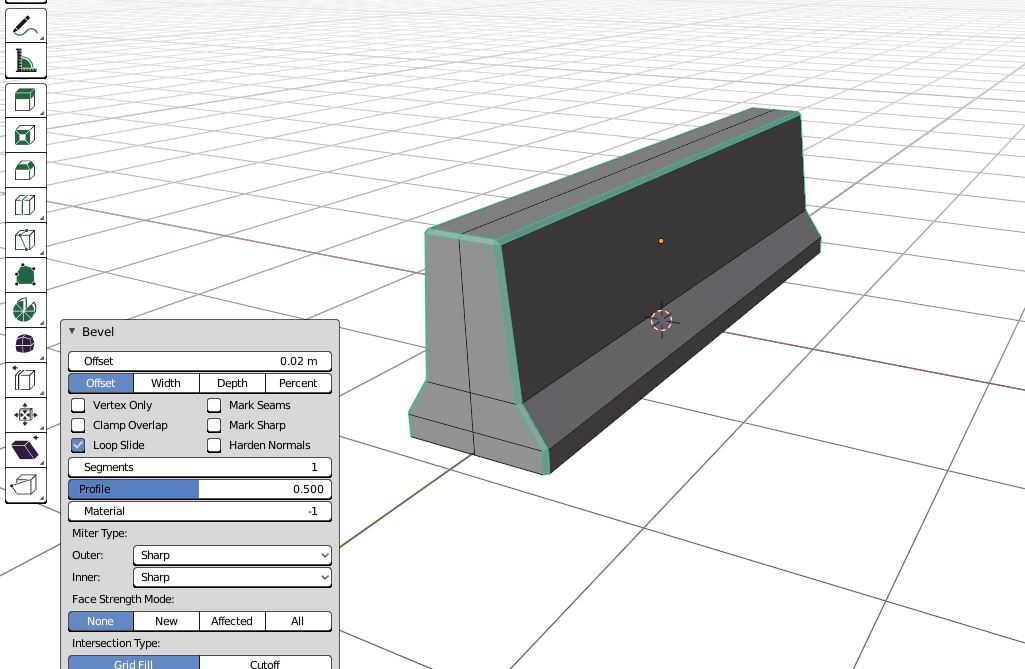 Bevel
Offset 0.02 m
Offset Width Depth Percent
Vertex Only Mark Seams
Clamp Overlap Mark Sharp
Loop Slide Harden Normals
Segments 1
Profile 0.500
Material -1
Miter Type:
Outer: Sharp
Inner: Sharp
Face Strength Mode:
None New Affected All
Intersection Type:
Grid Fill Cutoff